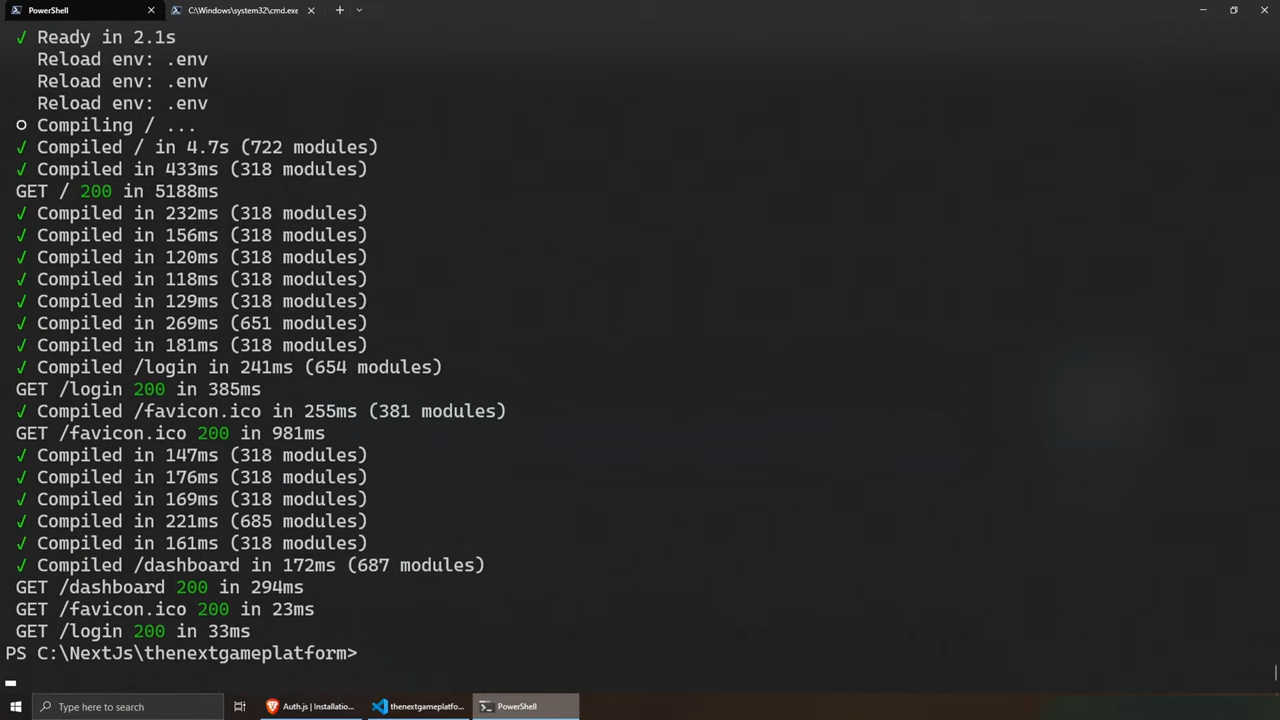 PowerShell
C:\Windows\system32\cmd.exe
✓ Ready in 2.1s
Reload env: .env
Reload env: .env
Reload env: .env
○ Compiling / ...
✓ Compiled / in 4.7s (722 modules)
✓ Compiled in 433ms (318 modules)
GET / 200 in 5188ms
✓ Compiled in 232ms (318 modules)
✓ Compiled in 156ms (318 modules)
✓ Compiled in 120ms (318 modules)
✓ Compiled in 118ms (318 modules)
✓ Compiled in 129ms (318 modules)
✓ Compiled in 269ms (651 modules)
✓ Compiled in 181ms (318 modules)
✓ Compiled /login in 241ms (654 modules)
GET /login 200 in 385ms
✓ Compiled /favicon.ico in 255ms (381 modules)
GET /favicon.ico 200 in 981ms
✓ Compiled in 147ms (318 modules)
✓ Compiled in 176ms (318 modules)
✓ Compiled in 169ms (318 modules)
✓ Compiled in 221ms (685 modules)
✓ Compiled in 161ms (318 modules)
✓ Compiled /dashboard in 172ms (687 modules)
GET /dashboard 200 in 294ms
GET /favicon.ico 200 in 23ms
GET /login 200 in 33ms
PS C:\NextJs\thenextgameplatform>
Type here to search
Auth.js | Installatio...
thenextgameplatfo...
PowerShell